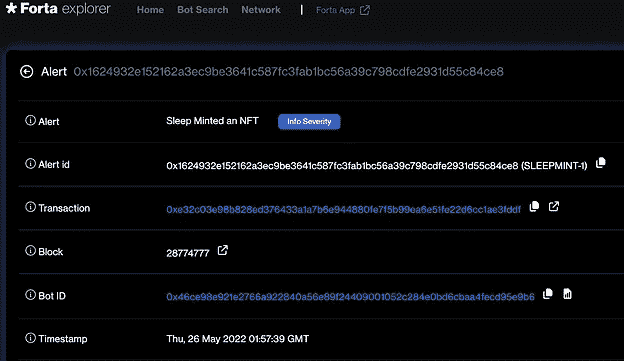 Forta explorer Home Bot Search Network Forta App
Alert 0x1624932e152162a3ec9be3641c587fc3fab1bc56a39c798cdfe2931d55c84ce8
Alert Sleep Minted an NFT Info Severity
Alert id 0x1624932e152162a3ec9be3641c587fc3fab1bc56a39c798cdfe2931d55c84ce8 (SLEEPMINT-1)
Transaction 0xe32c03e98b828ed376433a1a7b6e944880fe7f5b99ea6e51fe22d6cc1ae3fddf
Block 28774777
Bot ID 0x46ce98e921e2766a922840a56e89f24409001052c284e0bd6cbaa4fecd95e9b6
Timestamp Thu, 26 May 2022 01:57:39 GMT